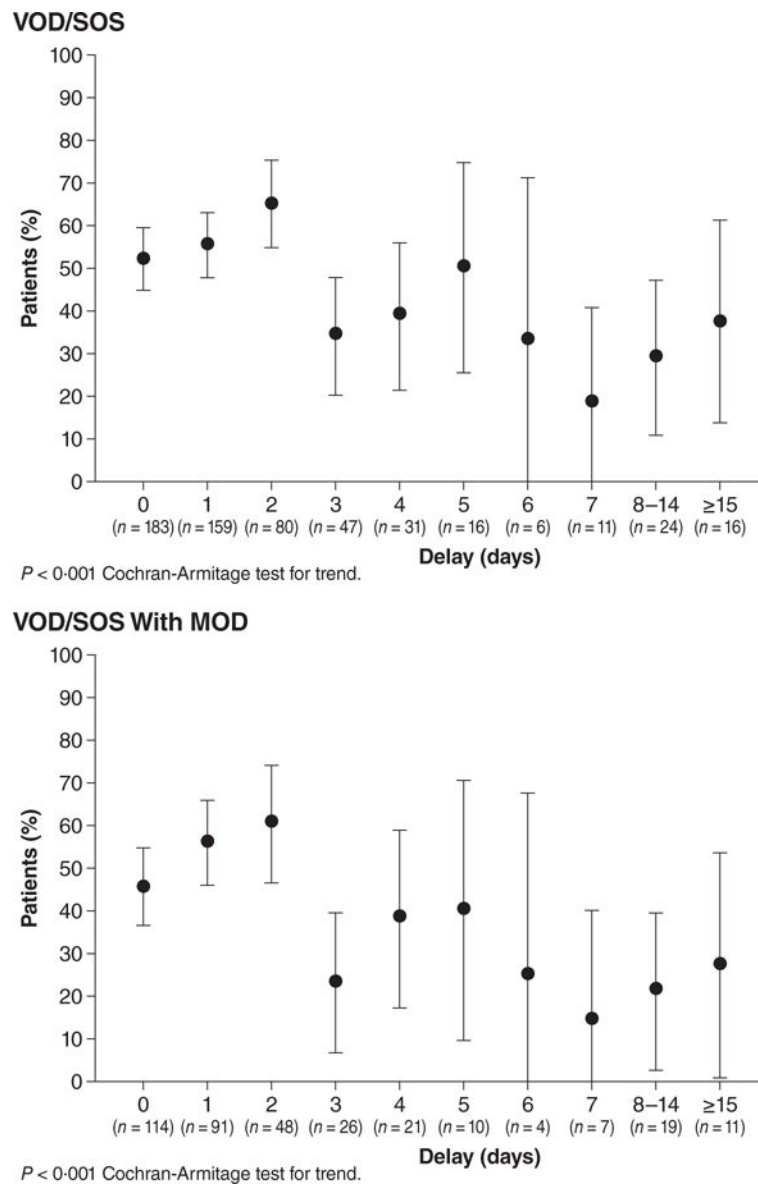 VOD/SOS
100
90
80
70
60
50
40
30
20
10
0
Patients (%)
0 1 2 3 4 5 6 7 8–14 ≥15
(n = 183) (n = 159) (n = 80) (n = 47) (n = 31) (n = 16) (n = 6) (n = 11) (n = 24) (n = 16)
Delay (days)
P < 0·001 Cochran-Armitage test for trend.
VOD/SOS With MOD
100
90
80
70
60
50
40
30
20
10
0
Patients (%)
0 1 2 3 4 5 6 7 8–14 ≥15
(n = 114) (n = 91) (n = 48) (n = 26) (n = 21) (n = 10) (n = 4) (n = 7) (n = 19) (n = 11)
Delay (days)
P < 0·001 Cochran-Armitage test for trend.